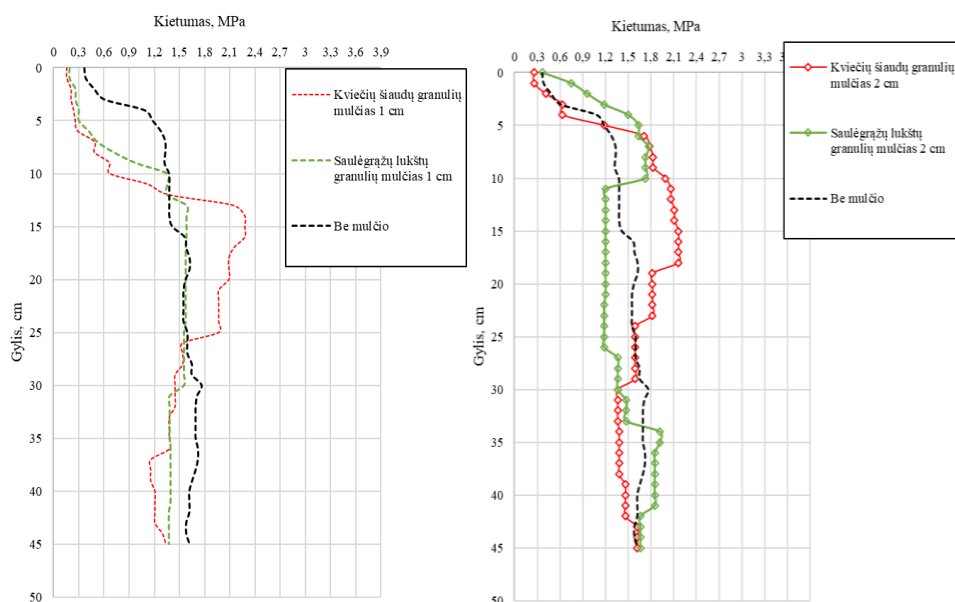 Kietumas, MPa
0 0,3 0,6 0,9 1,2 1,5 1,8 2,1 2,4 2,7 3 3,3 3,6 3,9
0
5
10
15
20
25
30
35
40
45
50
Gylis, cm
Kviečių šiaudų granulių
mulčias 1 cm
Saulėgrąžų lukštų
granulių mulčias 1 cm
Be mulčio
Kietumas, MPa
0 0,3 0,6 0,9 1,2 1,5 1,8 2,1 2,4 2,7 3 3,3 3,6
0
5
10
15
20
25
30
35
40
45
50
Gylis, cm
Kviečių šiaudų granulių
mulčias 2 cm
Saulėgrąžų lukštų
granulių mulčias 2 cm
Be mulčio